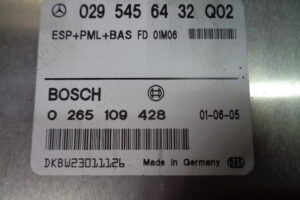 029 545 64 32 Q02
ESP+PML+BAS FD 01M06
BOSCH
0 265 109 428 01-06-05
DKBW23011126 Made in Germany